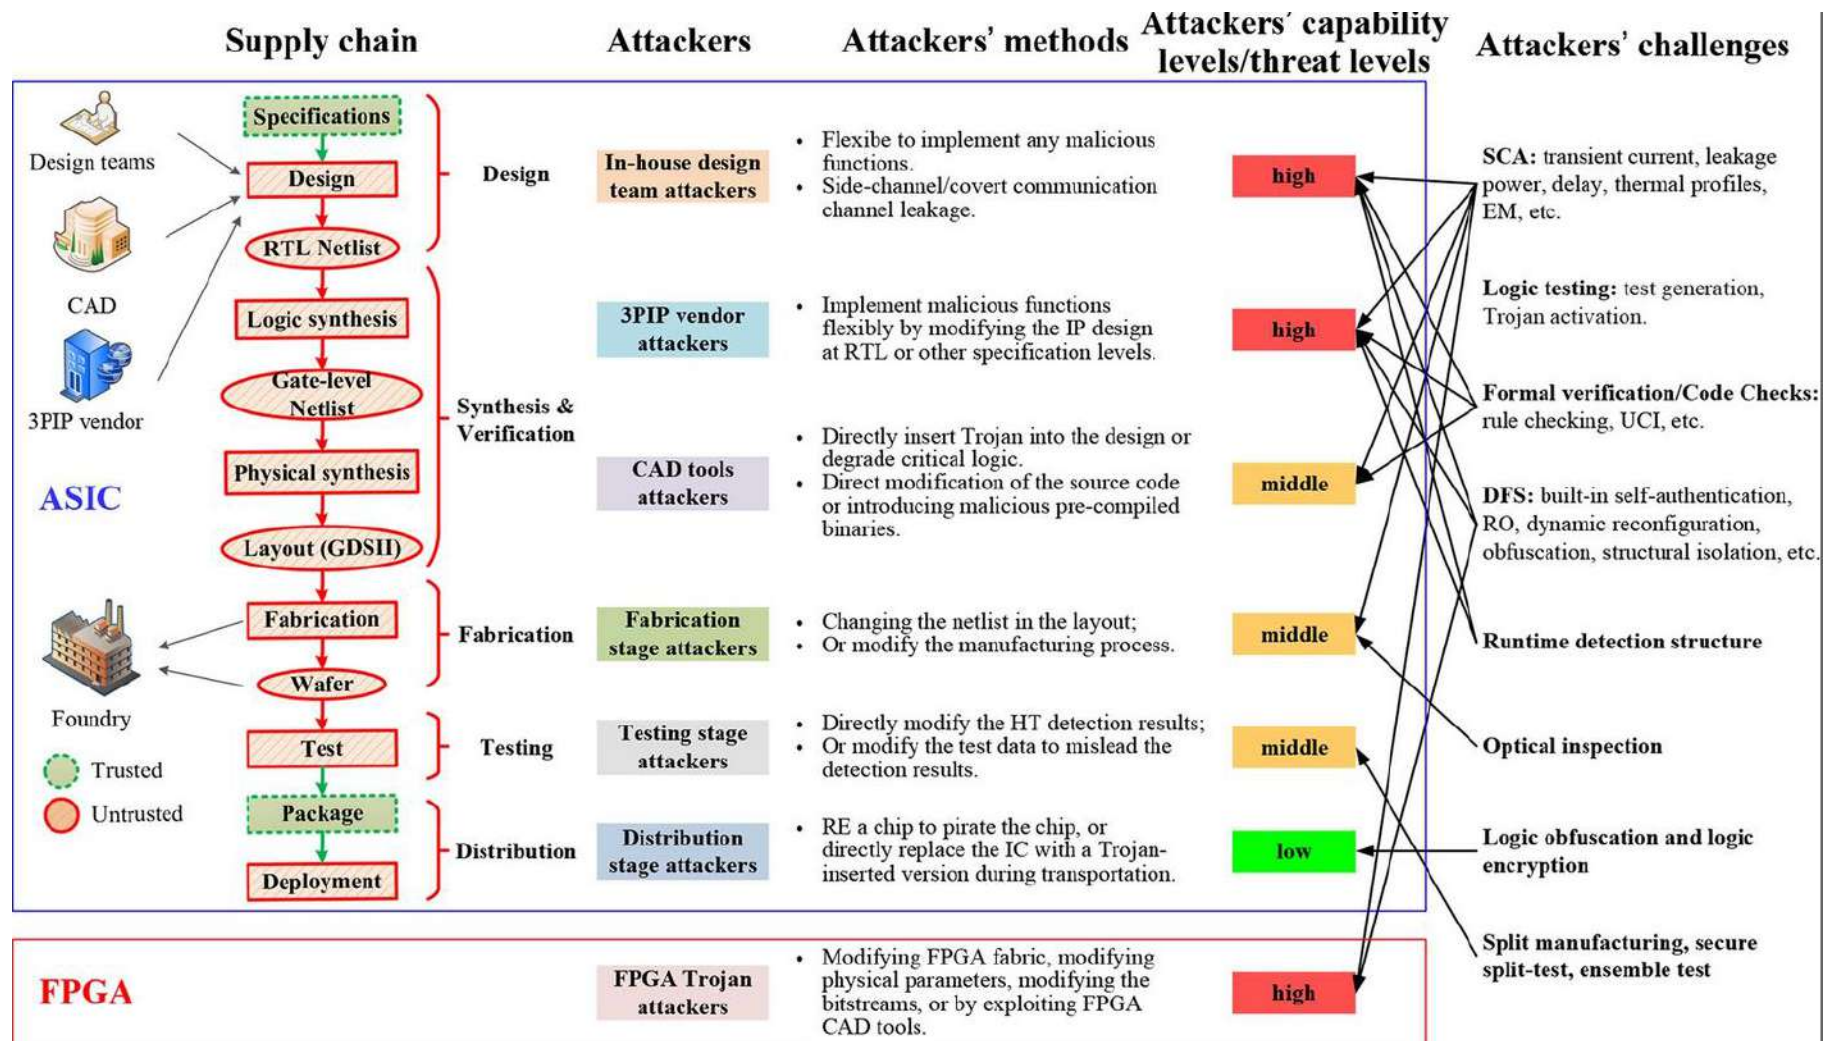 Supply chain
Attackers
Attackers' methods
Attackers' capability
levels/threat levels
Attackers' challenges
Design teams
CAD
3PIP vendor
ASIC
Foundry
Trusted
Untrusted
Specifications
Design
RTL Netlist
Logic synthesis
Gate-level
Netlist
Physical synthesis
Layout (GDSII)
Fabrication
Wafer
Test
Package
Deployment
Design
Synthesis &
Verification
Fabrication
Testing
Distribution
In-house design
team attackers
• Flexibe to implement any malicious
functions.
• Side-channel/covert communication
channel leakage.
high
3PIP vendor
attackers
• Implement malicious functions
flexibly by modifying the IP design
at RTL or other specification levels.
high
CAD tools
attackers
• Directly insert Trojan into the design or
degrade critical logic.
• Direct modification of the source code
or introducing malicious pre-compiled
binaries.
middle
Fabrication
stage attackers
• Changing the netlist in the layout;
• Or modify the manufacturing process.
middle
Testing stage
attackers
• Directly modify the HT detection results;
• Or modify the test data to mislead the
detection results.
middle
Distribution
stage attackers
• RE a chip to pirate the chip, or
directly replace the IC with a Trojan-
inserted version during transportation.
low
SCA: transient current, leakage
power, delay, thermal profiles,
EM, etc.
Logic testing: test generation,
Trojan activation.
Formal verification/Code Checks:
rule checking, UCI, etc.
DFS: built-in self-authentication,
RO, dynamic reconfiguration,
obfuscation, structural isolation, etc.
Runtime detection structure
Optical inspection
Logic obfuscation and logic
encryption
Split manufacturing, secure
split-test, ensemble test
FPGA
FPGA Trojan
attackers
• Modifying FPGA fabric, modifying
physical parameters, modifying the
bitstreams, or by exploiting FPGA
CAD tools.
high